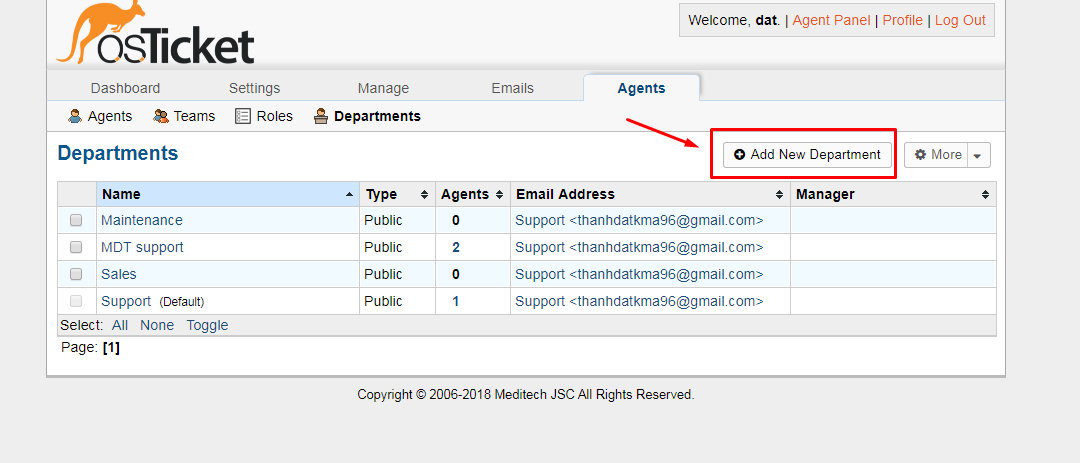 Welcome, dat. | Agent Panel | Profile | Log Out
osTicket
Dashboard Settings Manage Emails Agents
Agents Teams Roles Departments
Departments Add New Department More
Name Type Agents Email Address Manager
Maintenance Public 0 Support <thanhdatkma96@gmail.com>
MDT support Public 2 Support <thanhdatkma96@gmail.com>
Sales Public 0 Support <thanhdatkma96@gmail.com>
Support (Default) Public 1 Support <thanhdatkma96@gmail.com>
Select: All None Toggle
Page: [1]
Copyright © 2006-2018 Meditech JSC All Rights Reserved.